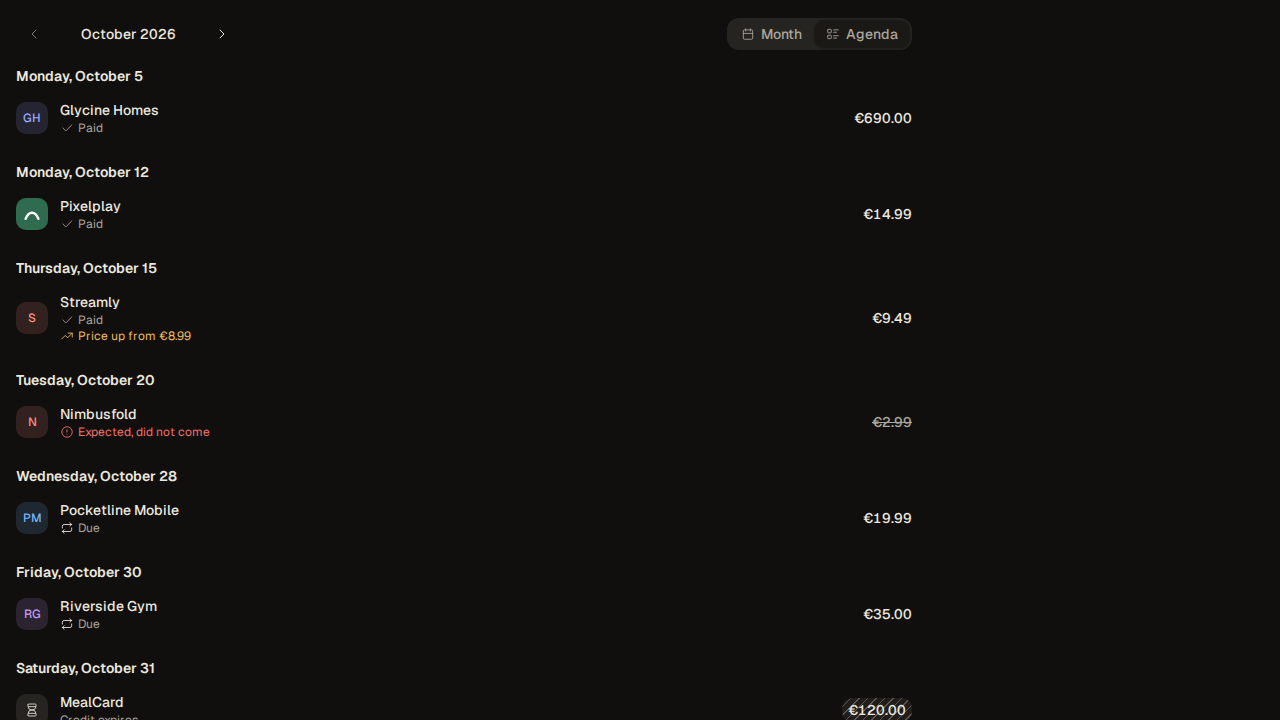 October 2026
Month
Agenda
Monday, October 5
GH
Glycine Homes
Paid
€690.00
Monday, October 12
Pixelplay
Paid
€14.99
Thursday, October 15
S
Streamly
Paid
Price up from €8.99
€9.49
Tuesday, October 20
N
Nimbusfold
Expected, did not come
€2.99
Wednesday, October 28
PM
Pocketline Mobile
Due
€19.99
Friday, October 30
RG
Riverside Gym
Due
€35.00
Saturday, October 31
MealCard
Credit expires
€120.00